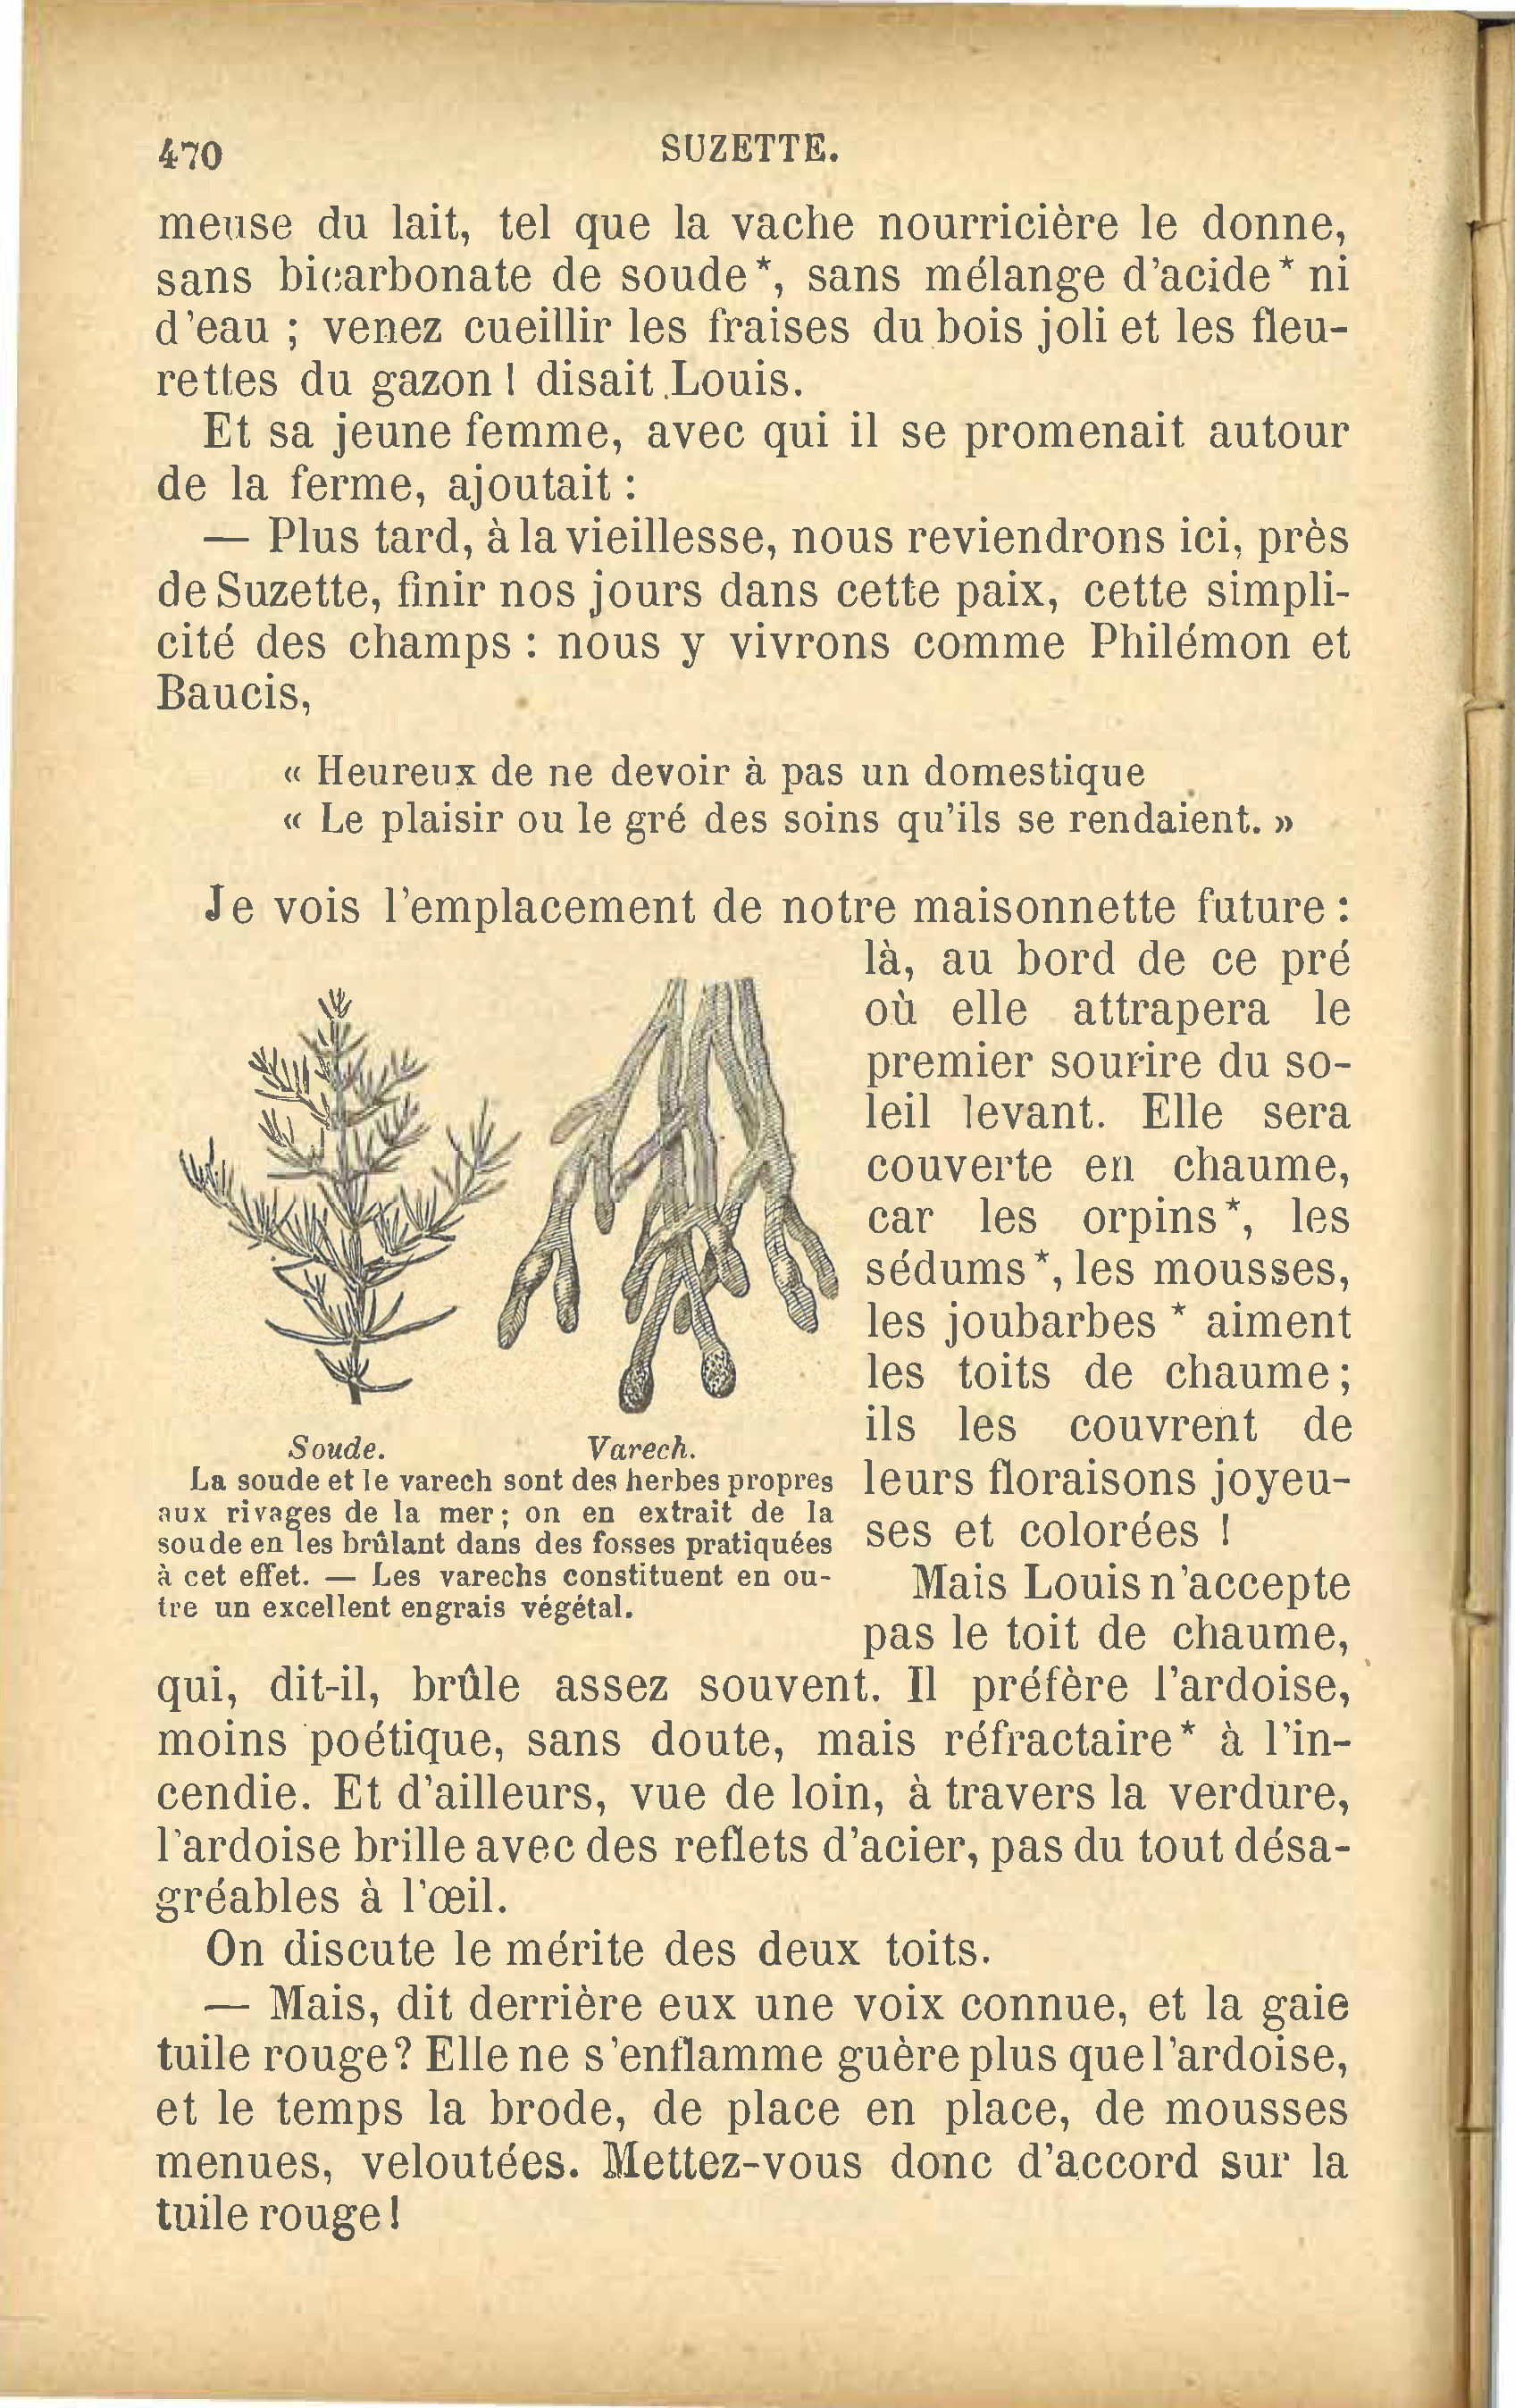 470
SUZETTE.
meuse du lait, tel que la vache nourricière le donne,
sans bicarbonate de soude*, sans mélange d'acide* ni
d'eau ; venez cueillir les fraises du bois joli et les fleu-
rettes du gazon ! disait Louis.
Et sa jeune femme, avec qui il se promenait autour
de la ferme, ajoutait :
— Plus tard, à la vieillesse, nous reviendrons ici, près
de Suzette, finir nos jours dans cette paix, cette simpli-
cité des champs : nous y vivrons comme Philémon et
Baucis,
« Heureux de ne devoir à pas un domestique
« Le plaisir ou le gré des soins qu'ils se rendaient. »
Je vois l'emplacement de notre maisonnette future :
là, au bord de ce pré
où elle attrapera le
premier sourire du so-
leil levant. Elle sera
couverte en chaume,
car les orpins*, les
sédums*, les mousses,
les joubarbes * aiment
les toits de chaume ;
ils les couvrent de
leurs floraisons joyeu-
ses et colorées !
Soude.
Varech.
La soude et le varech sont des herbes propres
aux rivages de la mer ; on en extrait de la
soude en les brûlant dans des fosses pratiquées
à cet effet. — Les varechs constituent en ou-
tre un excellent engrais végétal.
Mais Louis n'accepte
pas le toit de chaume,
qui, dit-il, brûle assez souvent. Il préfère l'ardoise,
moins poétique, sans doute, mais réfractaire* à l'in-
cendie. Et d'ailleurs, vue de loin, à travers la verdure,
l'ardoise brille avec des reflets d'acier, pas du tout désa-
gréables à l'œil.
On discute le mérite des deux toits.
— Mais, dit derrière eux une voix connue, et la gaie
tuile rouge? Elle ne s'enflamme guère plus que l'ardoise,
et le temps la brode, de place en place, de mousses
menues, veloutées. Mettez-vous donc d'accord sur la
tuile rouge !